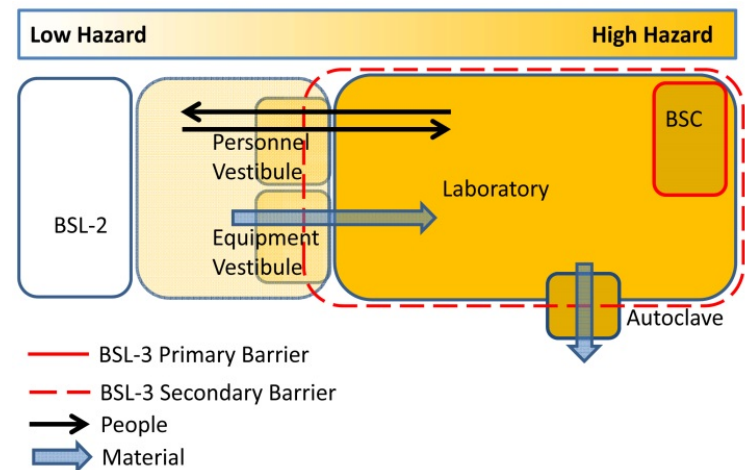 Low Hazard
High Hazard
BSC
Personnel
Vestibule
Laboratory
BSL-2
Equipment
Vestibule
Autoclave
BSL-3 Primary Barrier
BSL-3 Secondary Barrier
People
Material